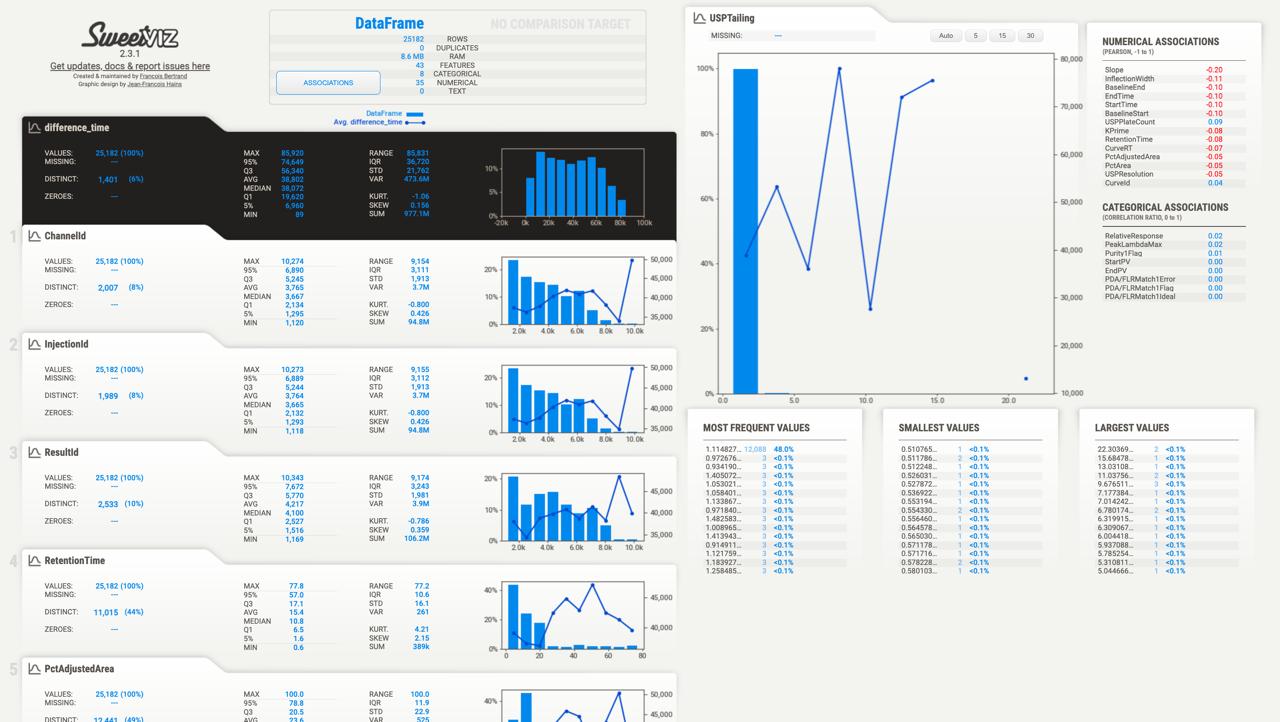 SweetVIZ
2.3.1
Get updates, docs & report issues here
Created & maintained by Francois Bertrand
Graphic design by Jean-Francois Hains
DataFrame NO COMPARISON TARGET
25182 ROWS
0 DUPLICATES
8.6 MB RAM
43 FEATURES
8 CATEGORICAL
35 NUMERICAL
0 TEXT
ASSOCIATIONS
DataFrame
Avg. difference_time
difference_time
VALUES: 25,182 (100%)
MISSING: ---
DISTINCT: 1,401 (6%)
ZEROES: ---
MAX 85,920
95% 74,649
Q3 56,340
AVG 38,802
MEDIAN 38,072
Q1 19,620
5% 6,960
MIN 89
RANGE 85,831
IQR 36,720
STD 21,762
VAR 473.6M
KURT. -1.06
SKEW 0.156
SUM 977.1M
10%
5%
0%
-20k 0k 20k 40k 60k 80k 100k
1
ChannelId
VALUES: 25,182 (100%)
MISSING: ---
DISTINCT: 2,007 (8%)
ZEROES: ---
MAX 10,274
95% 6,890
Q3 5,245
AVG 3,765
MEDIAN 3,667
Q1 2,134
5% 1,295
MIN 1,120
RANGE 9,154
IQR 3,111
STD 1,913
VAR 3.7M
KURT. -0.800
SKEW 0.426
SUM 94.8M
20%
10%
0%
50,000
45,000
40,000
35,000
2.0k 4.0k 6.0k 8.0k 10.0k
2
InjectionId
VALUES: 25,182 (100%)
MISSING: ---
DISTINCT: 1,989 (8%)
ZEROES: ---
MAX 10,273
95% 6,889
Q3 5,244
AVG 3,764
MEDIAN 3,665
Q1 2,132
5% 1,293
MIN 1,118
RANGE 9,155
IQR 3,112
STD 1,913
VAR 3.7M
KURT. -0.800
SKEW 0.426
SUM 94.8M
20%
10%
0%
50,000
45,000
40,000
35,000
2.0k 4.0k 6.0k 8.0k 10.0k
3
ResultId
VALUES: 25,182 (100%)
MISSING: ---
DISTINCT: 2,533 (10%)
ZEROES: ---
MAX 10,343
95% 7,672
Q3 5,770
AVG 4,217
MEDIAN 4,100
Q1 2,527
5% 1,516
MIN 1,169
RANGE 9,174
IQR 3,243
STD 1,981
VAR 3.9M
KURT. -0.786
SKEW 0.359
SUM 106.2M
20%
10%
0%
45,000
40,000
35,000
2.0k 4.0k 6.0k 8.0k 10.0k
4
RetentionTime
VALUES: 25,182 (100%)
MISSING: ---
DISTINCT: 11,015 (44%)
ZEROES: ---
MAX 77.8
95% 57.0
Q3 17.1
AVG 15.4
MEDIAN 10.8
Q1 6.5
5% 1.6
MIN 0.6
RANGE 77.2
IQR 10.6
STD 16.1
VAR 261
KURT. 4.21
SKEW 2.15
SUM 389k
40%
20%
0%
45,000
40,000
0 20 40 60 80
5
PctAdjustedArea
VALUES: 25,182 (100%)
MISSING: ---
DISTINCT: 12,441 (49%)
MAX 100.0
95% 78.8
Q3 20.5
AVG 23.6
RANGE 100.0
IQR 11.9
STD 22.9
VAR 525
40%
50,000
45,000
USPTailing
MISSING: ---
Auto 5 15 30
100%
80%
60%
40%
20%
0%
80,000
70,000
60,000
50,000
40,000
30,000
20,000
10,000
0.0 5.0 10.0 15.0 20.0
NUMERICAL ASSOCIATIONS
(PEARSON, -1 to 1)
Slope -0.20
InflectionWidth -0.11
BaselineEnd -0.10
EndTime -0.10
StartTime -0.10
BaselineStart -0.10
USPPlateCount 0.09
KPrime -0.08
RetentionTime -0.08
CurveRT -0.07
PctAdjustedArea -0.05
PctArea -0.05
USPResolution -0.05
CurveId 0.04
CATEGORICAL ASSOCIATIONS
(CORRELATION RATIO, 0 to 1)
RelativeResponse 0.02
PeakLambdaMax 0.02
Purity1Flag 0.01
StartPV 0.00
EndPV 0.00
PDA/FLRMatch1Error 0.00
PDA/FLRMatch1Flag 0.00
PDA/FLRMatch1Ideal 0.00
MOST FREQUENT VALUES
1.114827... 12,088 48.0%
0.972676... 3 <0.1%
0.934190... 3 <0.1%
1.405072... 3 <0.1%
1.053021... 3 <0.1%
1.058401... 3 <0.1%
1.133867... 3 <0.1%
0.971840... 3 <0.1%
1.482583... 3 <0.1%
1.008965... 3 <0.1%
1.413943... 3 <0.1%
0.914911... 3 <0.1%
1.121759... 3 <0.1%
1.183927... 3 <0.1%
1.258485... 3 <0.1%
SMALLEST VALUES
0.510765... 1 <0.1%
0.511786... 2 <0.1%
0.512248... 1 <0.1%
0.526031... 1 <0.1%
0.527872... 1 <0.1%
0.536922... 1 <0.1%
0.553194... 1 <0.1%
0.554330... 2 <0.1%
0.556460... 1 <0.1%
0.564578... 1 <0.1%
0.565030... 1 <0.1%
0.571178... 1 <0.1%
0.571716... 1 <0.1%
0.578228... 2 <0.1%
0.580103... 1 <0.1%
LARGEST VALUES
22.30369... 2 <0.1%
15.68478... 1 <0.1%
13.03108... 1 <0.1%
11.03756... 2 <0.1%
9.676511... 3 <0.1%
7.177384... 1 <0.1%
7.014242... 1 <0.1%
6.780174... 2 <0.1%
6.319915... 1 <0.1%
6.309067... 1 <0.1%
6.004418... 1 <0.1%
5.937088... 1 <0.1%
5.785254... 1 <0.1%
5.310811... 1 <0.1%
5.044666... 1 <0.1%